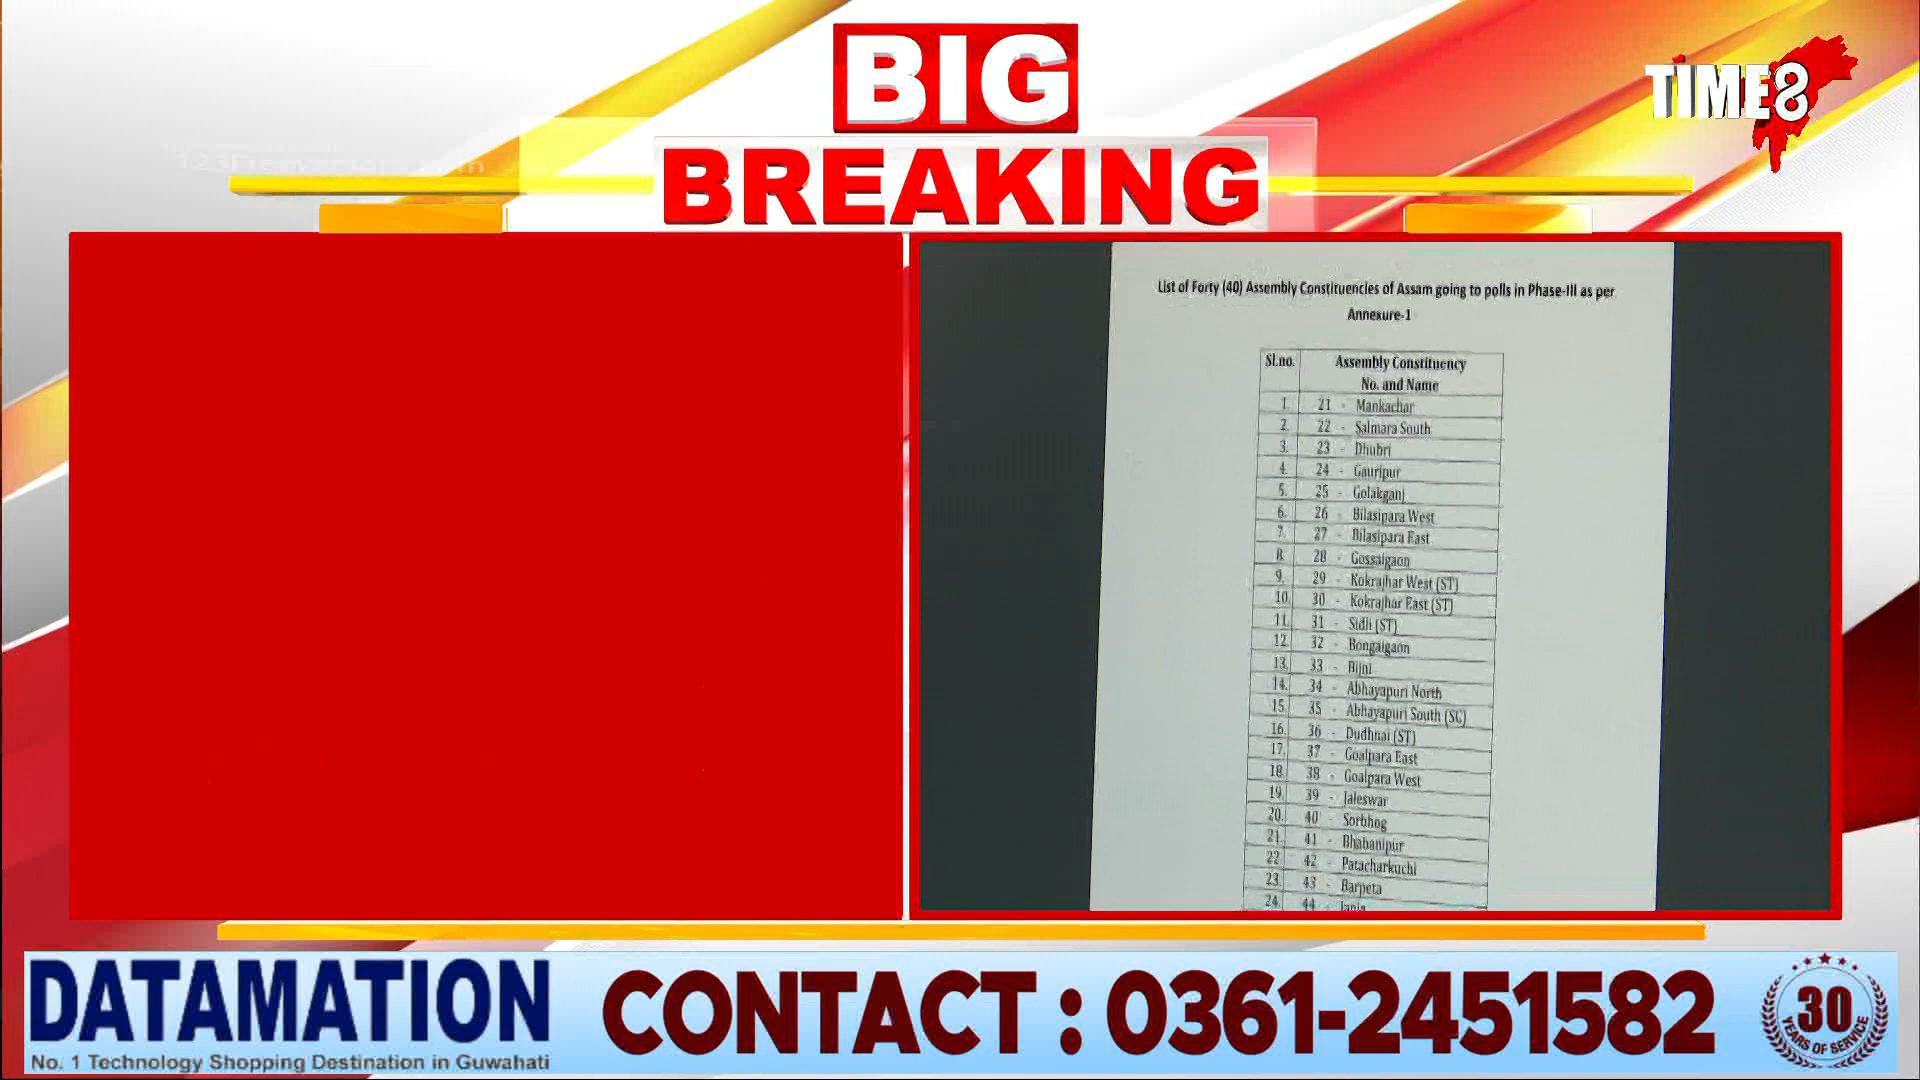 BIG
BREAKING
TIME8
List of Forty (40) Assembly Constituencies of Assam going to polls in Phase-III as per
Annexure-1
Sl.no. Assembly Constituency
No. and Name
1. 21 - Mankachar
2. 22 - Salmara South
3. 23 - Dhubri
4. 24 - Gauripur
5. 25 - Golakganj
6. 26 - Bilasipara West
7. 27 - Bilasipara East
8. 28 - Gossaigaon
9. 29 - Kokrajhar West (ST)
10. 30 - Kokrajhar East (ST)
11. 31 - Sidli (ST)
12. 32 - Bongaigaon
13. 33 - Bijni
14. 34 - Abhayapuri North
15. 35 - Abhayapuri South (SC)
16. 36 - Dudhnai (ST)
17. 37 - Goalpara East
18. 38 - Goalpara West
19. 39 - Jaleswar
20. 40 - Sorbhog
21. 41 - Bhabanipur
22. 42 - Patacharkuchi
23. 43 - Barpeta
24. 44 -
DATAMATION
No. 1 Technology Shopping Destination in Guwahati
CONTACT : 0361-2451582
30
YEARS OF SERVICE